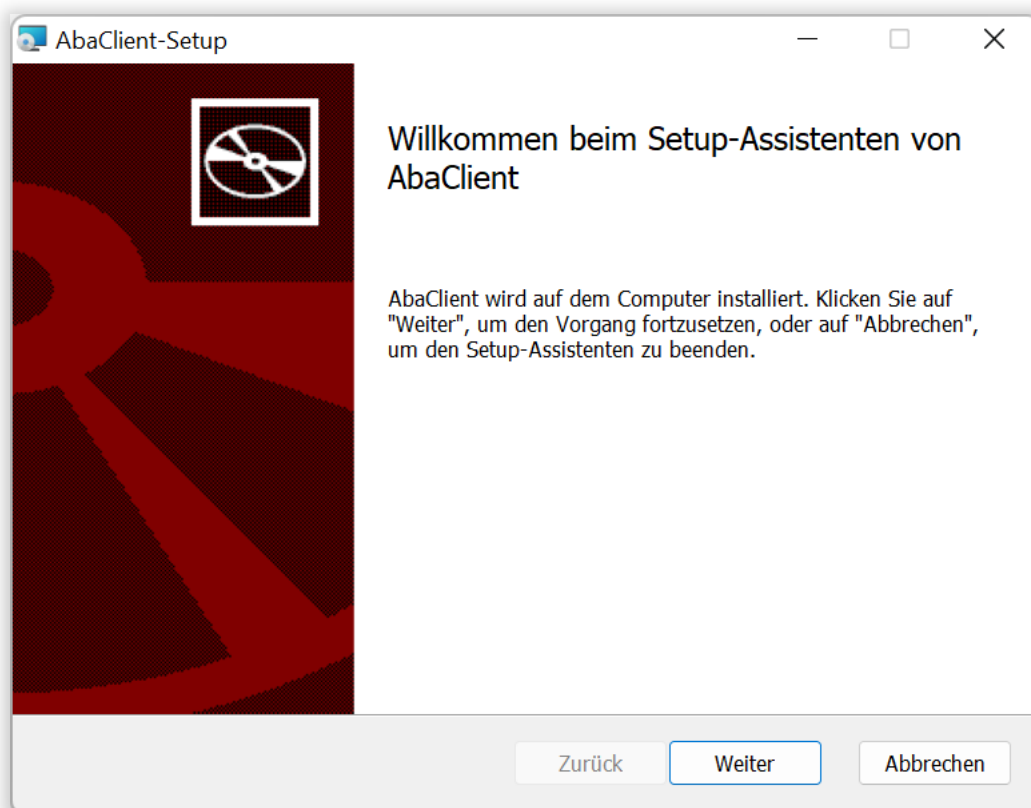 AbaClient-Setup
Willkommen beim Setup-Assistenten von
AbaClient
AbaClient wird auf dem Computer installiert. Klicken Sie auf
"Weiter", um den Vorgang fortzusetzen, oder auf "Abbrechen",
um den Setup-Assistenten zu beenden.
Zurück
Weiter
Abbrechen